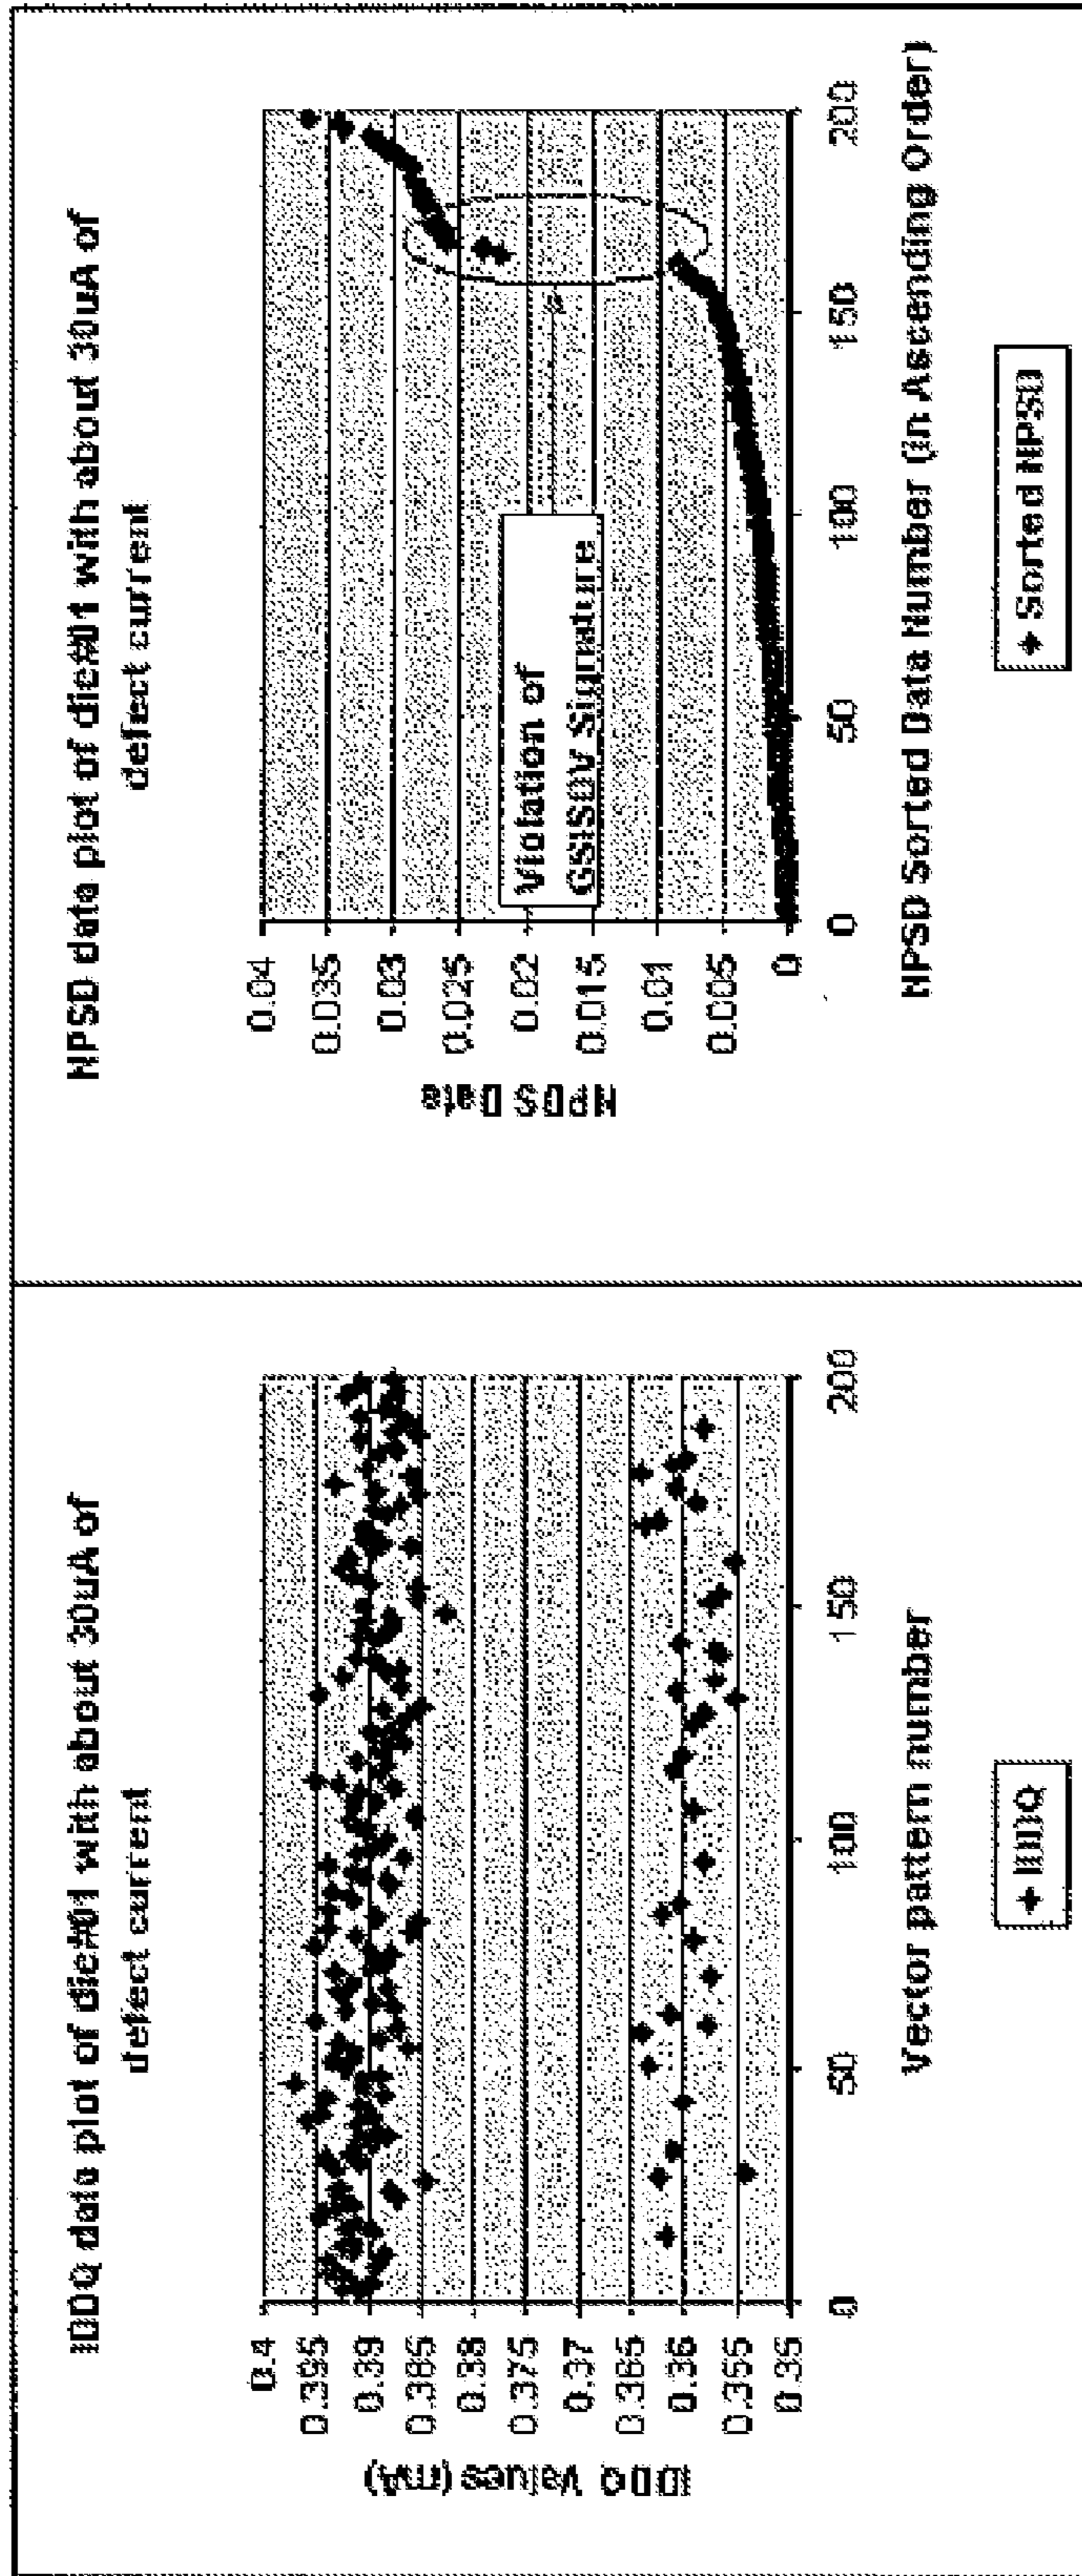 IDDQ data plot of die#01 with about 30uA of
defect current
IDDQ Values (mA)
0.4
0.395
0.39
0.385
0.38
0.375
0.37
0.365
0.36
0.355
0.35
0
50
100
150
200
Vector pattern number
IDDQ
NPSD data plot of die#01 with about 30uA of
defect current
NPDS Data
0.04
0.035
0.03
0.025
0.02
0.015
0.01
0.005
0
Violation of
GSISDV Signature
0
50
100
150
200
NPSD Sorted Data Number (in Ascending Order)
Sorted NPSD